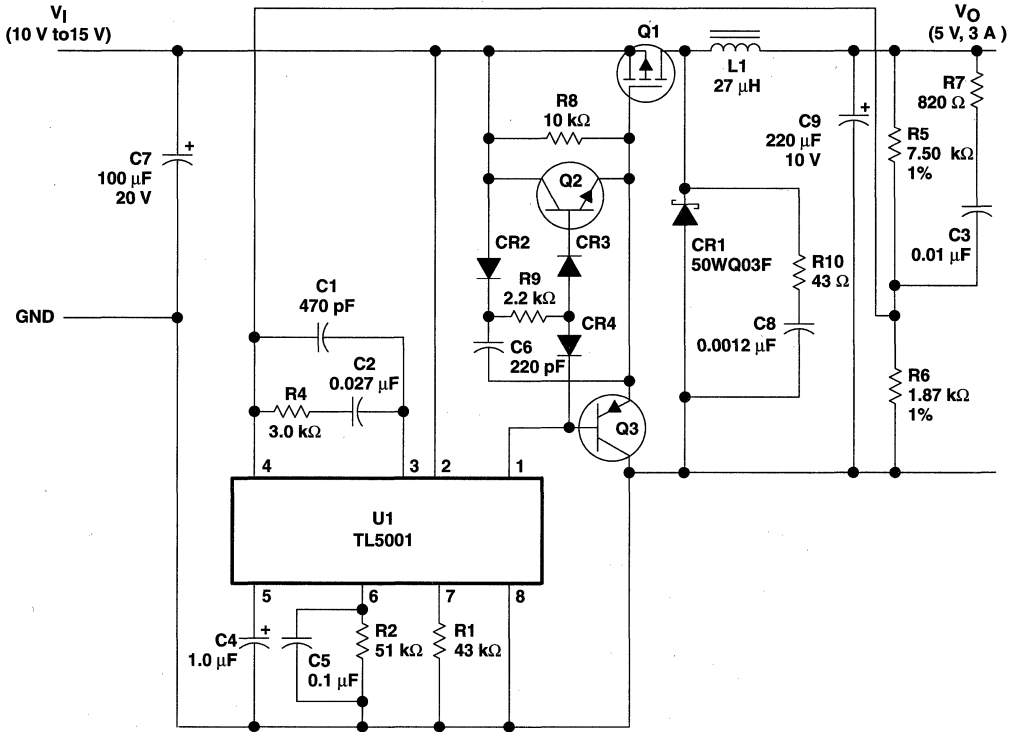 VI
(10 V to15 V)
Q1
VO
(5 V, 3 A)
L1
27 μH
R7
820 Ω
R8
10 kΩ
C9
220 μF
10 V
R5
7.50 kΩ
1%
C7
100 μF
20 V
+
+
Q2
CR2
CR3
CR1
50WQ03F
R10
43 Ω
C3
0.01 μF
C1
470 pF
R9
2.2 kΩ
GND
CR4
C8
0.0012 μF
C6
220 pF
C2
0.027 μF
R4
3.0 kΩ
R6
1.87 kΩ
1%
Q3
4
3
2
1
U1
TL5001
5
6
7
8
C4
1.0 μF
+
C5
0.1 μF
R2
51 kΩ
R1
43 kΩ